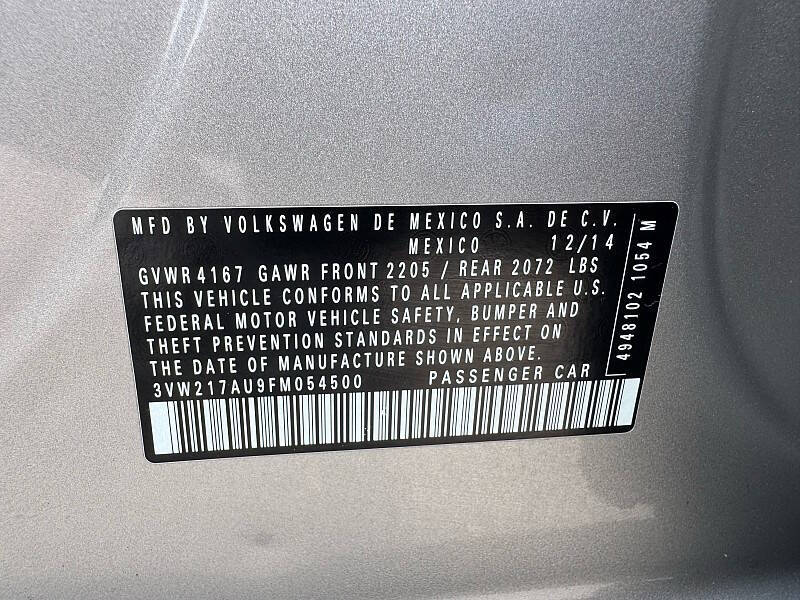 MFD BY VOLKSWAGEN DE MEXICO S.A. DE C.V.
MEXICO 12/14
GVWR 4167 GAWR FRONT 2205 / REAR 2072 LBS
THIS VEHICLE CONFORMS TO ALL APPLICABLE U.S.
FEDERAL MOTOR VEHICLE SAFETY, BUMPER AND
THEFT PREVENTION STANDARDS IN EFFECT ON
THE DATE OF MANUFACTURE SHOWN ABOVE.
3VW217AU9FM054500 PASSENGER CAR
4948102 1054 M